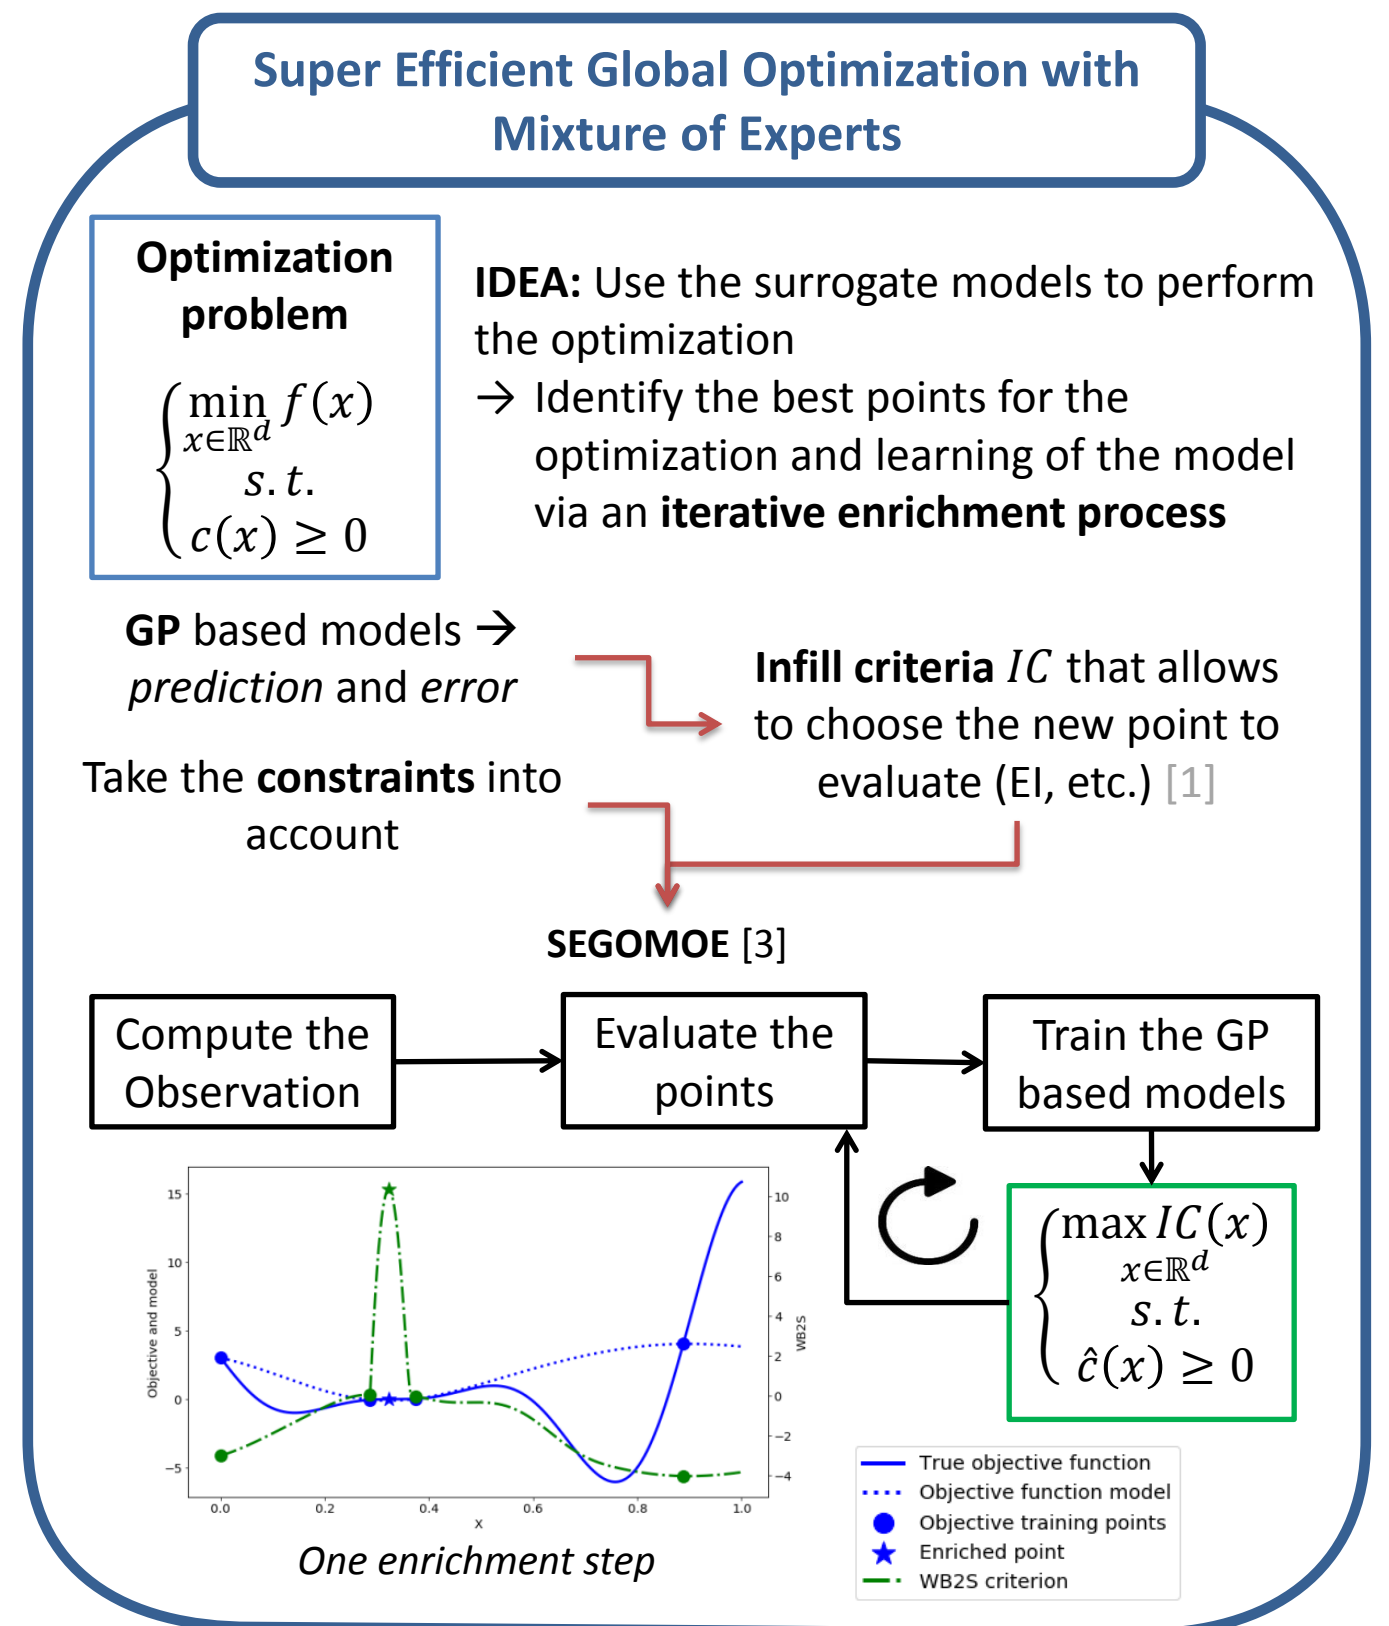 Super Efficient Global Optimization with
Mixture of Experts
Optimization
problem
min f(x)
x∈ℝᵈ
s.t.
c(x) ≥ 0
IDEA: Use the surrogate models to perform
the optimization
→ Identify the best points for the
optimization and learning of the model
via an iterative enrichment process
GP based models →
prediction and error
Infill criteria IC that allows
to choose the new point to
evaluate (EI, etc.) [1]
Take the constraints into
account
SEGOMOE [3]
Compute the
Observation
Evaluate the
points
Train the GP
based models
max IC(x)
x∈ℝᵈ
s.t.
ĉ(x) ≥ 0
Objective and model
15
10
5
0
−5
0.0 0.2 0.4 0.6 0.8 1.0
x
10
8
6
4
2
0
−2
−4
WB2S
One enrichment step
True objective function
Objective function model
Objective training points
Enriched point
WB2S criterion